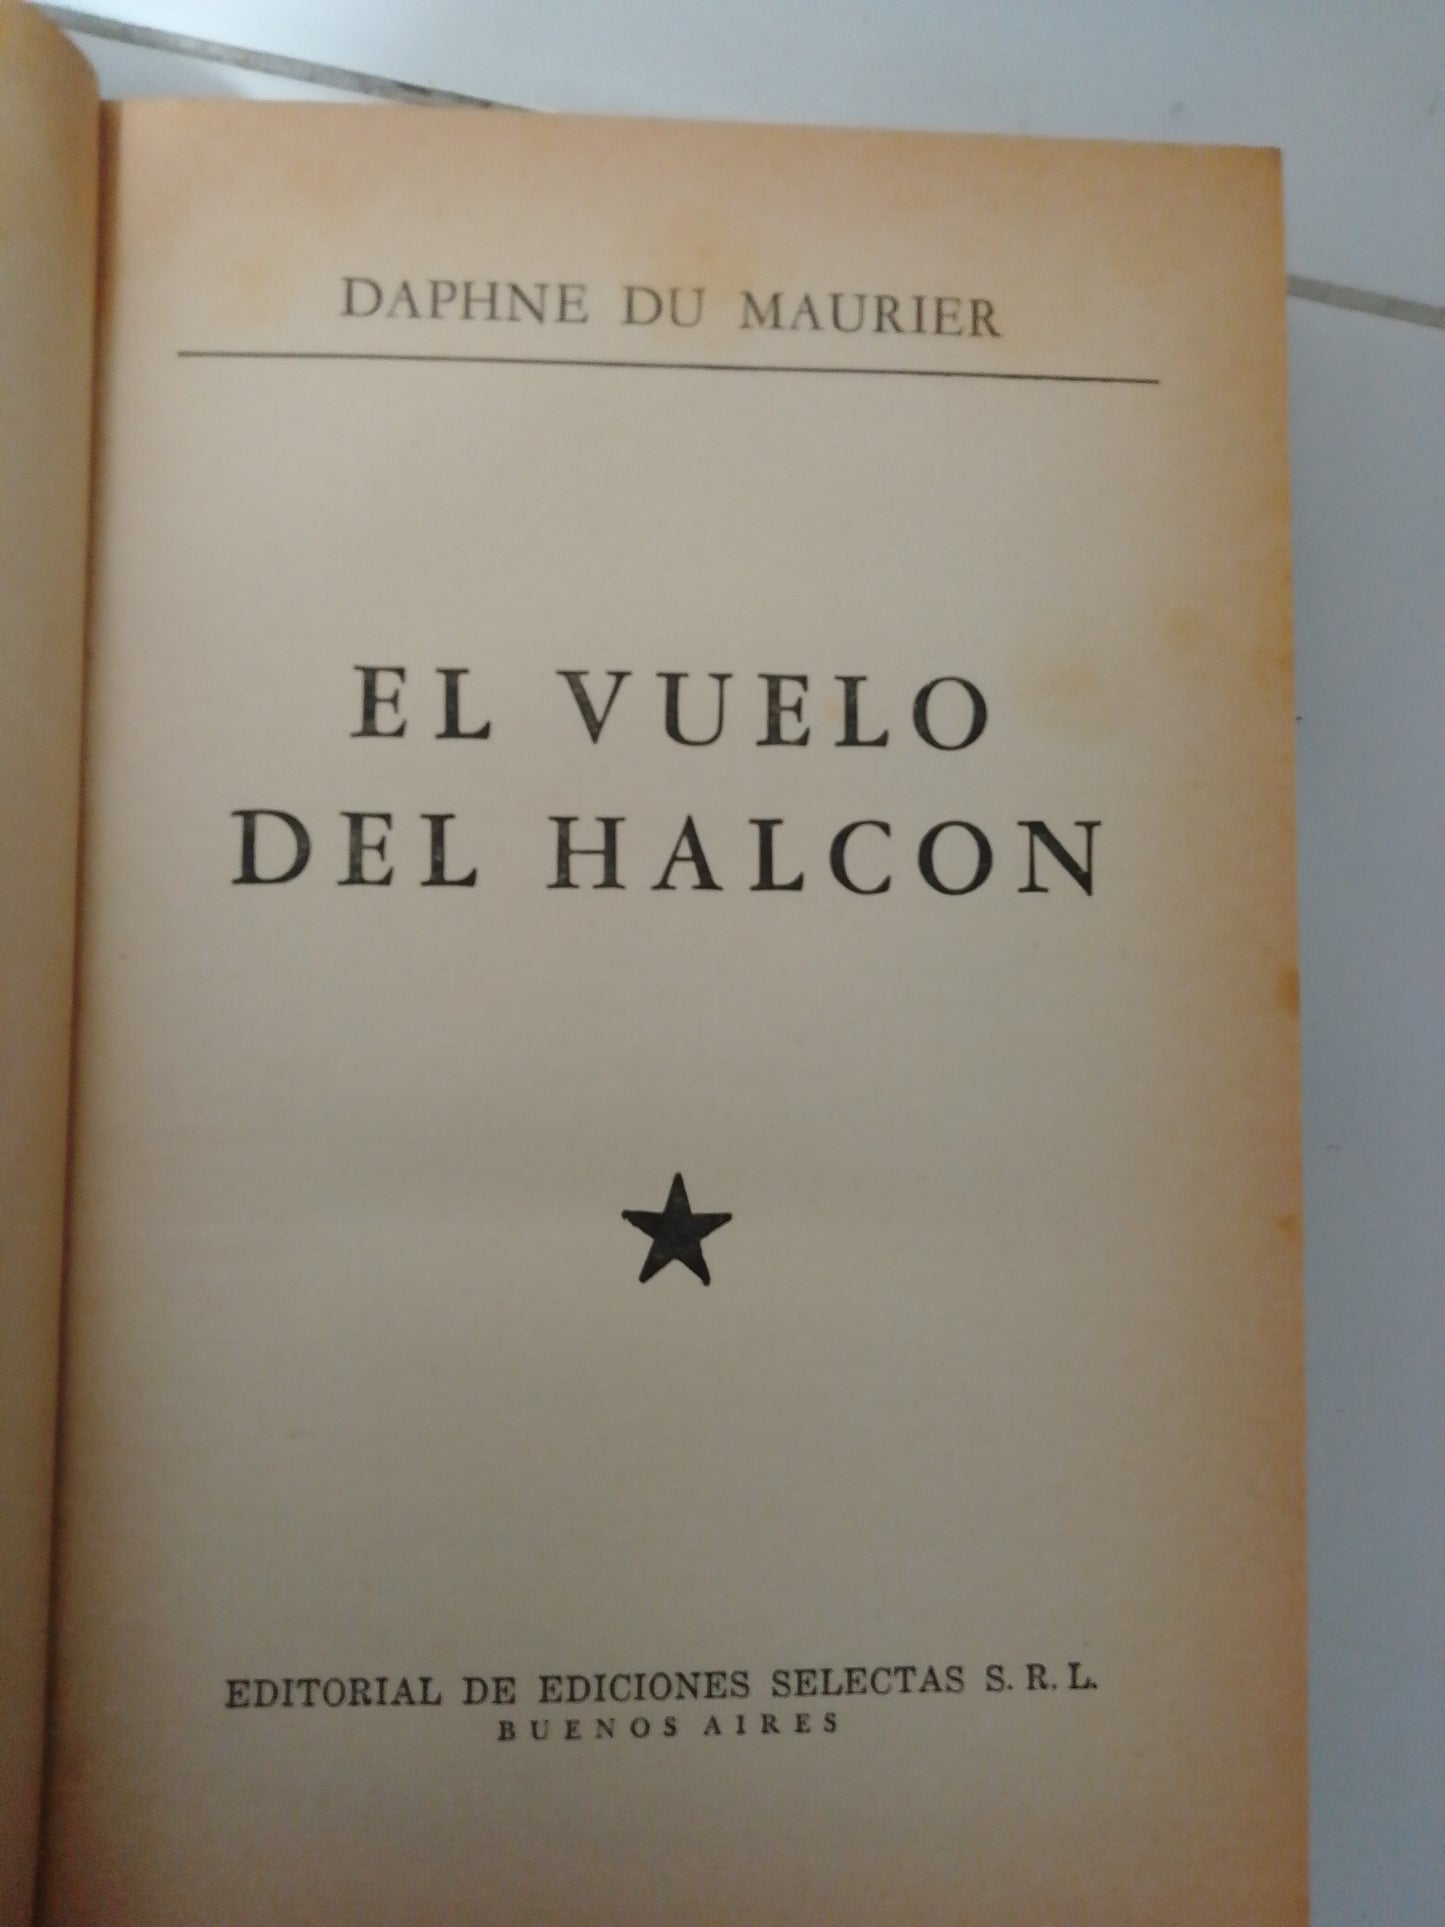 DAPHNE DU MAURIER
EL VUELO
DEL HALCON
EDITORIAL DE EDICIONES SELECTAS S. R. L.
BUENOS AIRES